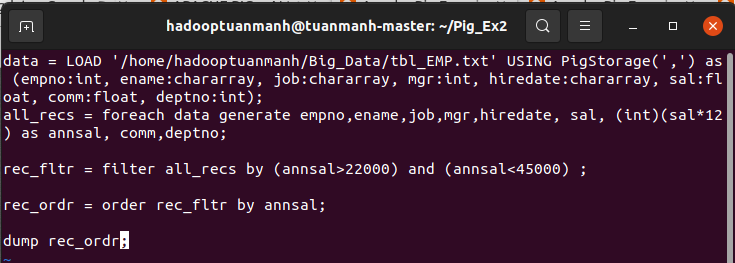 hadooptuanmanh@tuanmanh-master: ~/Pig_Ex2
data = LOAD '/home/hadooptuanmanh/Big_Data/tbl_EMP.txt' USING PigStorage(',') as
 (empno:int, ename:chararray, job:chararray, mgr:int, hiredate:chararray, sal:fl
oat, comm:float, deptno:int);
all_recs = foreach data generate empno,ename,job,mgr,hiredate, sal, (int)(sal*12
) as annsal, comm,deptno;
rec_fltr = filter all_recs by (annsal>22000) and (annsal<45000) ;
rec_ordr = order rec_fltr by annsal;
dump rec_ordr;
~